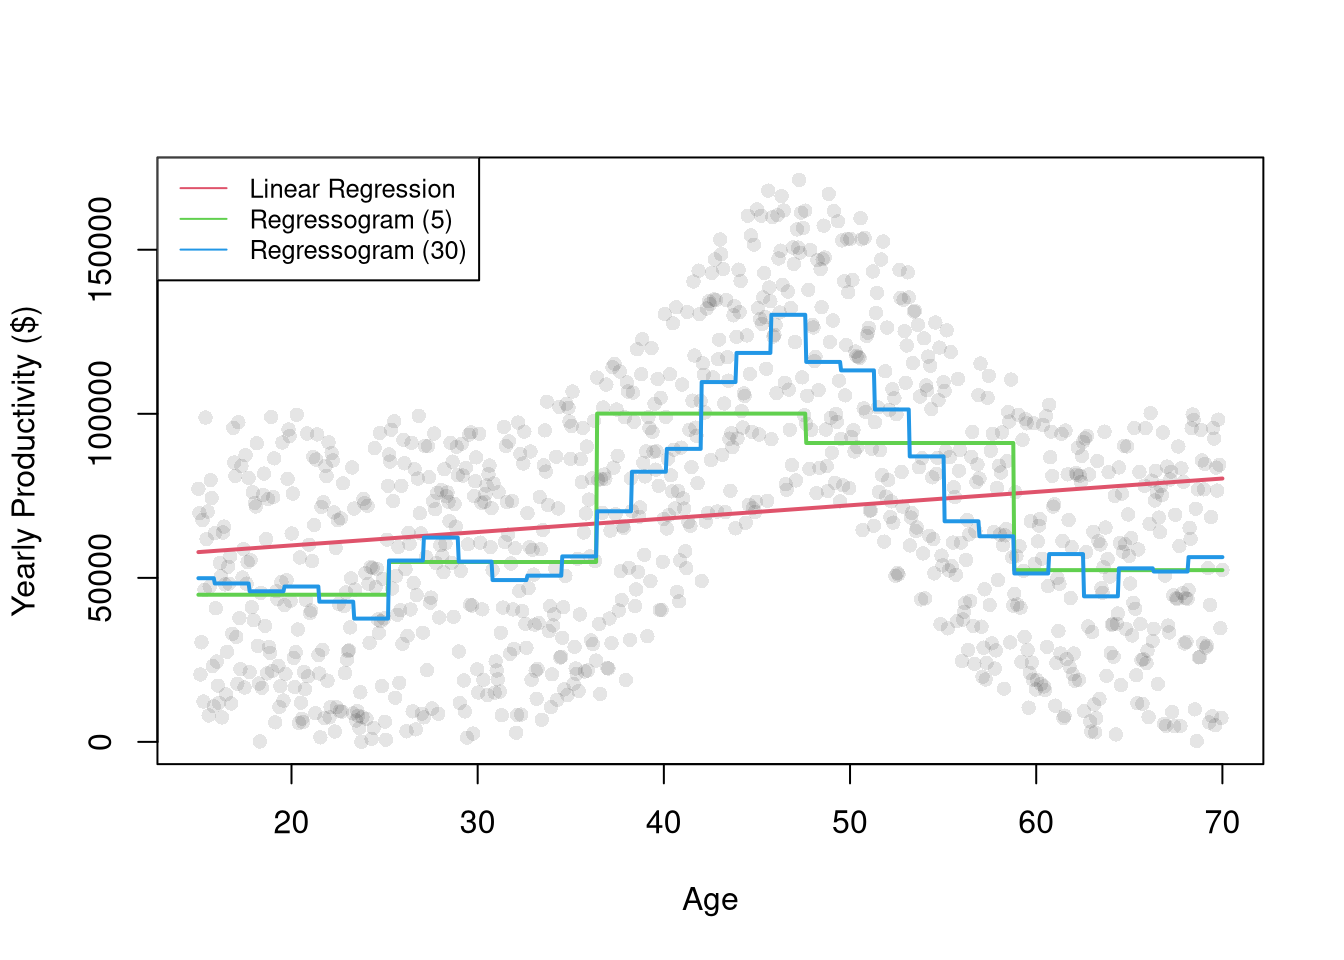 Linear Regression
Regressogram (5)
Regressogram (30)
Yearly Productivity ($)
150000
100000
50000
0
20 30 40 50 60 70
Age